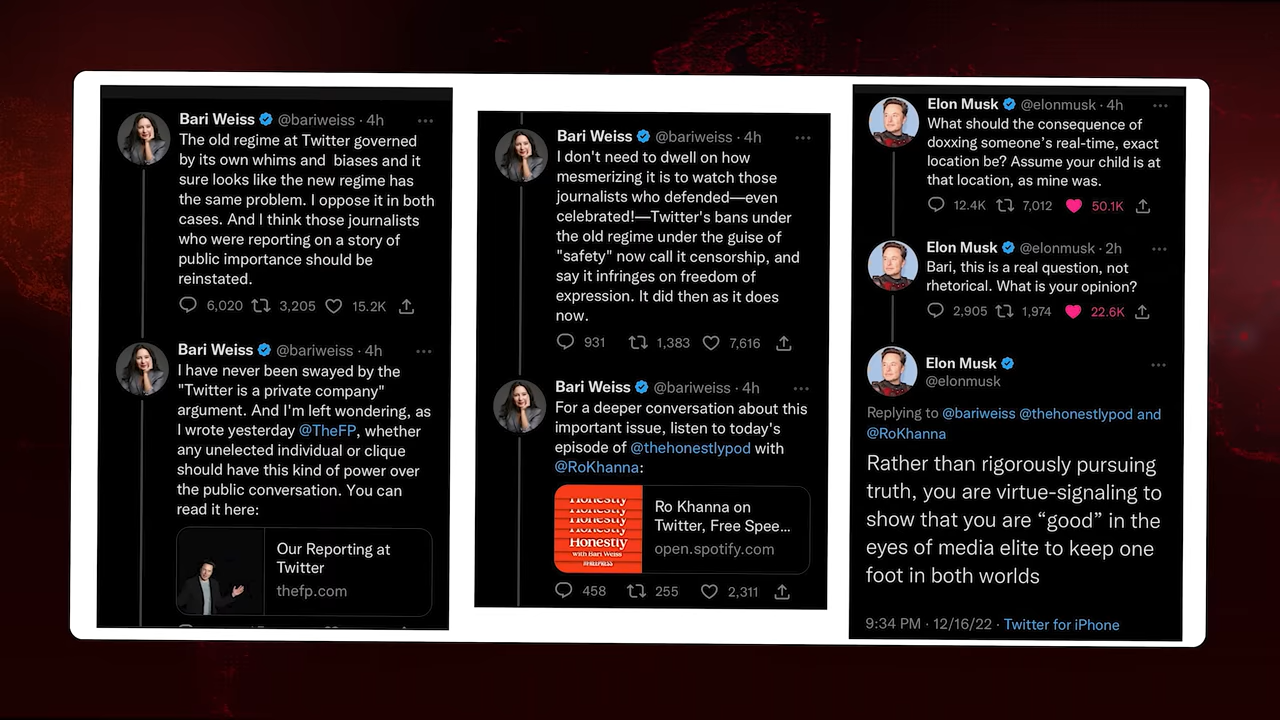 Bari Weiss @bariweiss · 4h
The old regime at Twitter governed
by its own whims and biases and it
sure looks like the new regime has
the same problem. I oppose it in both
cases. And I think those journalists
who were reporting on a story of
public importance should be
reinstated.
6,020 3,205 15.2K
Bari Weiss @bariweiss · 4h
I have never been swayed by the
"Twitter is a private company"
argument. And I'm left wondering, as
I wrote yesterday @TheFP, whether
any unelected individual or clique
should have this kind of power over
the public conversation. You can
read it here:
Our Reporting at
Twitter
thefp.com
Bari Weiss @bariweiss · 4h
I don't need to dwell on how
mesmerizing it is to watch those
journalists who defended—even
celebrated!—Twitter's bans under
the old regime under the guise of
"safety" now call it censorship, and
say it infringes on freedom of
expression. It did then as it does
now.
931 1,383 7,616
Bari Weiss @bariweiss · 4h
For a deeper conversation about this
important issue, listen to today's
episode of @thehonestlypod with
@RoKhanna:
Honestly
Honestly
Honestly
Honestly
Honestly
with Bari Weiss
Ro Khanna on
Twitter, Free Spee...
open.spotify.com
458 255 2,311
Elon Musk @elonmusk · 4h
What should the consequence of
doxxing someone's real-time, exact
location be? Assume your child is at
that location, as mine was.
12.4K 7,012 50.1K
Elon Musk @elonmusk · 2h
Bari, this is a real question, not
rhetorical. What is your opinion?
2,905 1,974 22.6K
Elon Musk
@elonmusk
Replying to @bariweiss @thehonestlypod and
@RoKhanna
Rather than rigorously pursuing
truth, you are virtue-signaling to
show that you are “good” in the
eyes of media elite to keep one
foot in both worlds
9:34 PM · 12/16/22 · Twitter for iPhone